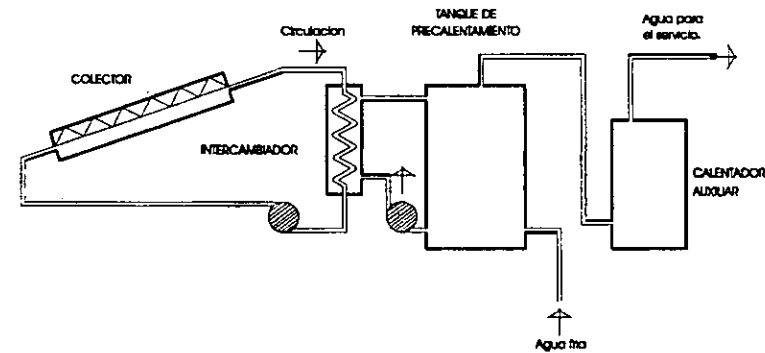 TANQUE DE
PRECALENTAMIENTO
Circulacion
Agua para
el servicio.
COLECTOR
INTERCAMBIADOR
CALENTADOR
AUXILIAR
Agua fria